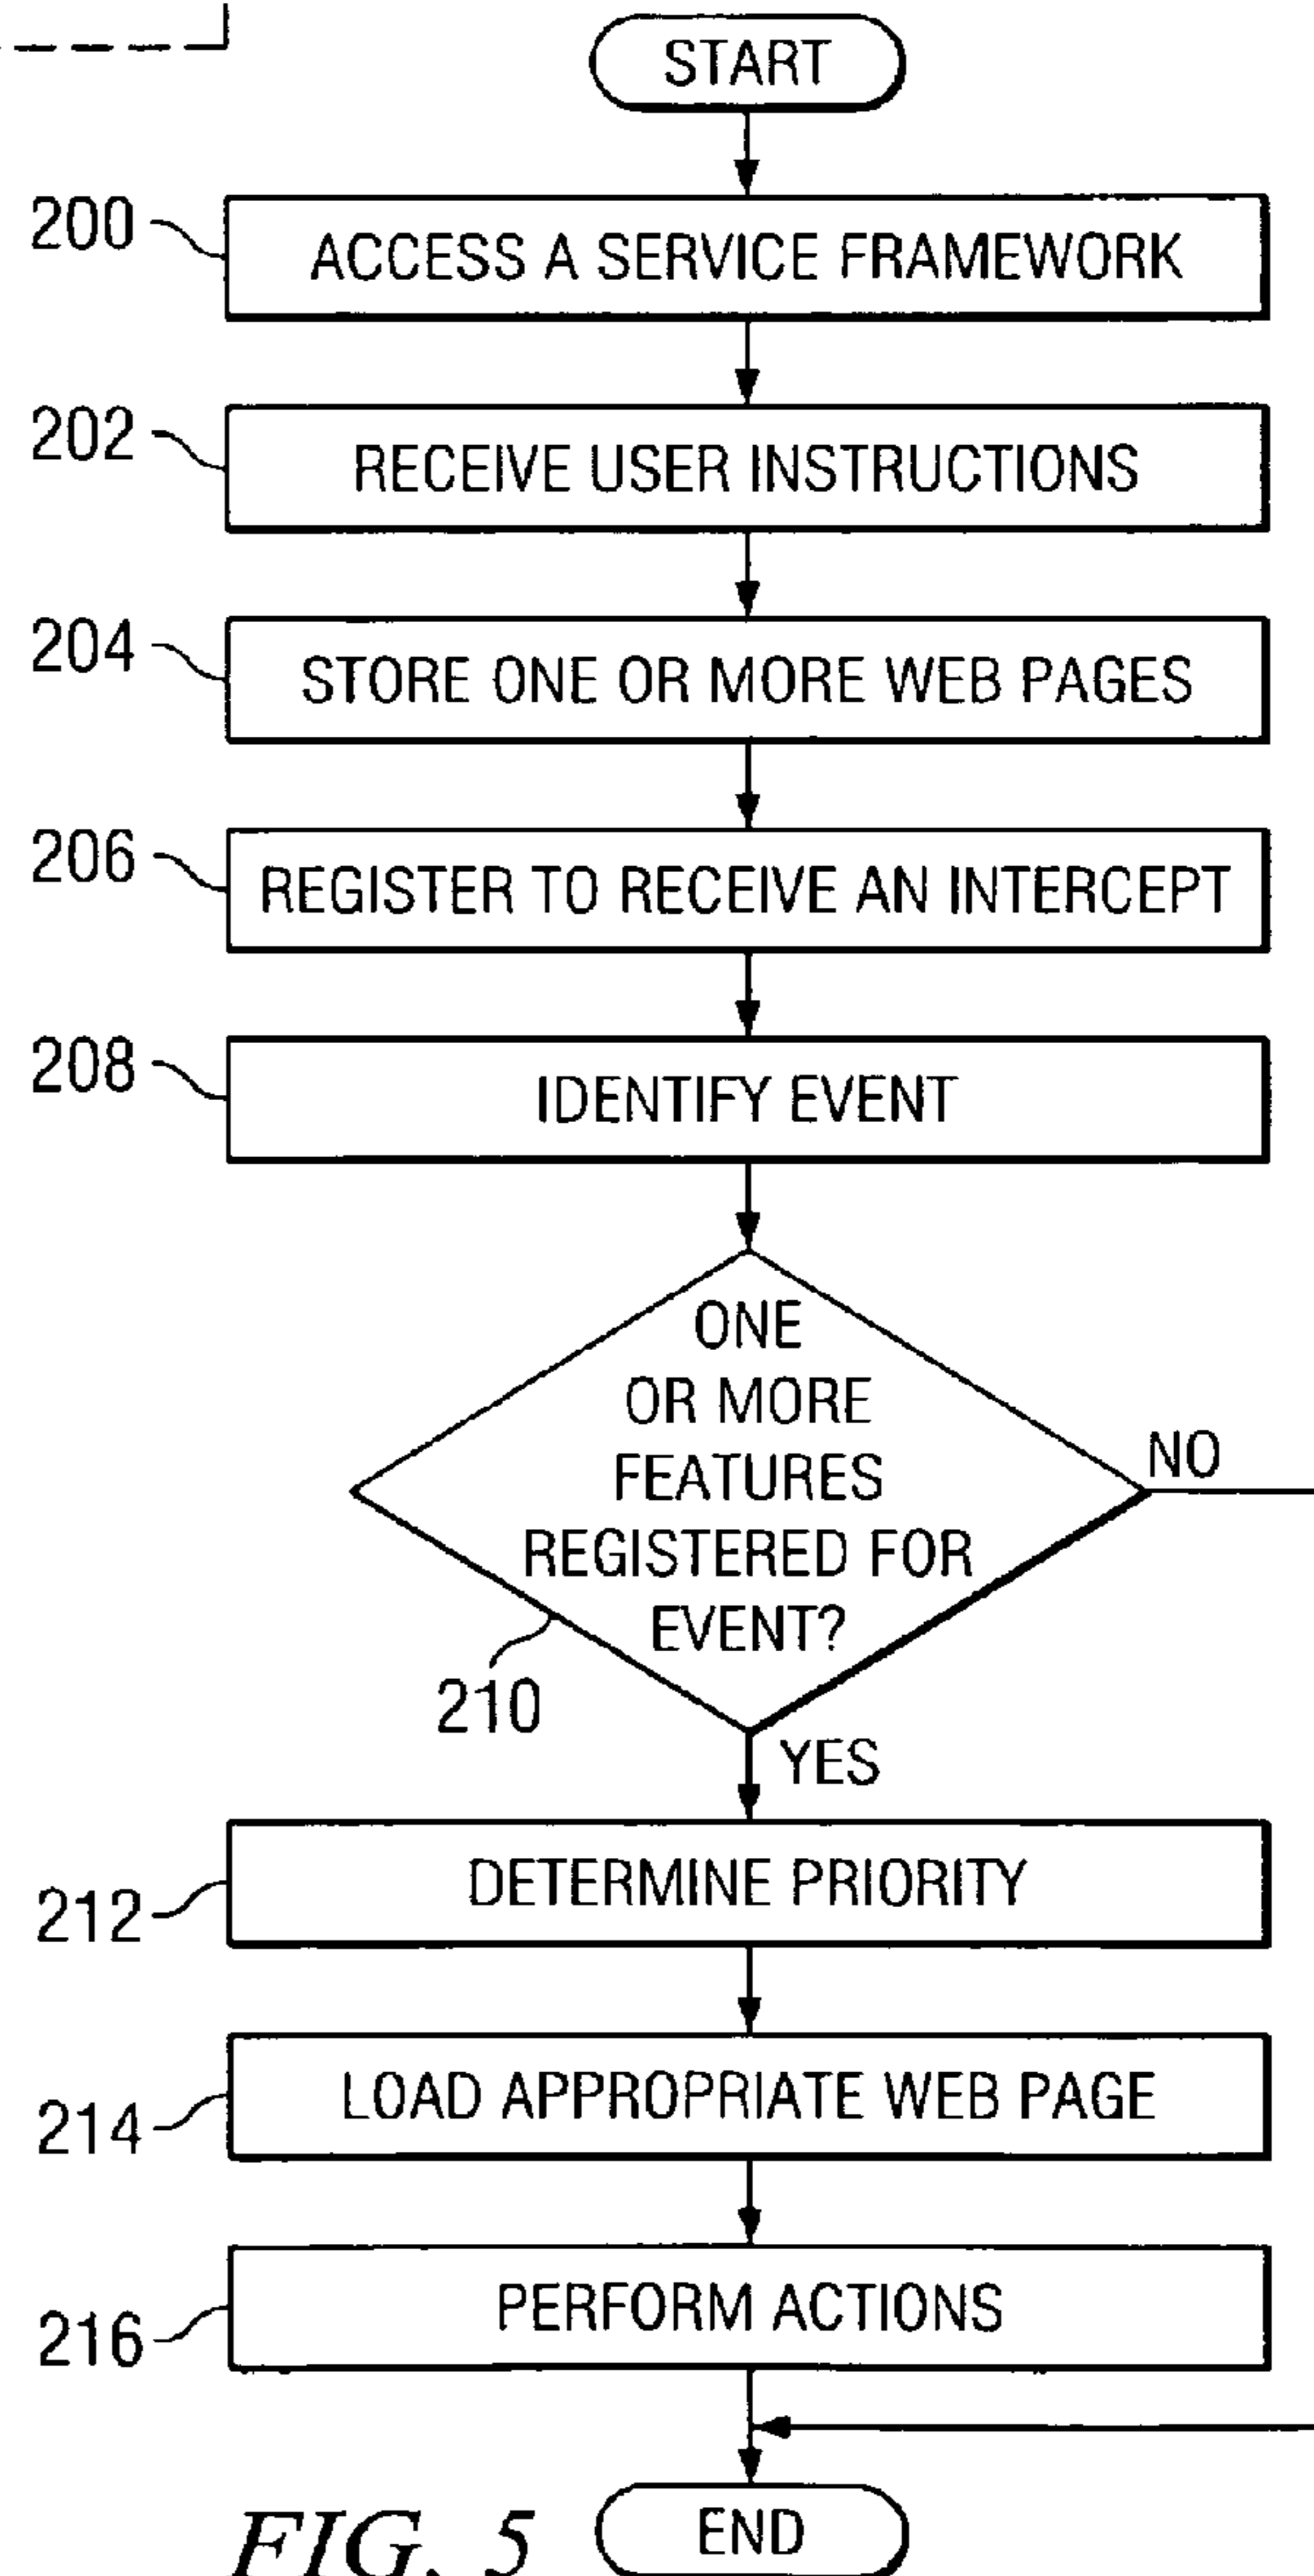 START
200
ACCESS A SERVICE FRAMEWORK
202
RECEIVE USER INSTRUCTIONS
204
STORE ONE OR MORE WEB PAGES
206
REGISTER TO RECEIVE AN INTERCEPT
208
IDENTIFY EVENT
ONE
OR MORE
FEATURES
REGISTERED FOR
EVENT?
NO
210
YES
212
DETERMINE PRIORITY
214
LOAD APPROPRIATE WEB PAGE
216
PERFORM ACTIONS
END
FIG. 5